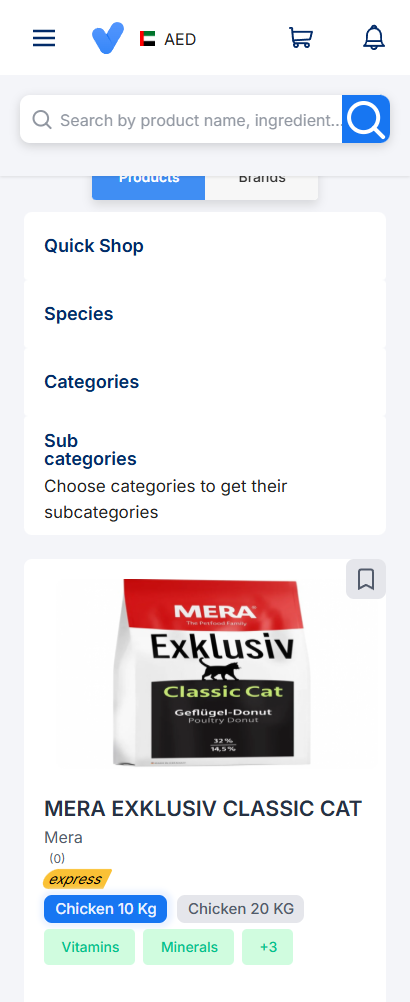 AED
Search by product name, ingredient...
Products
Brands
Quick Shop
Species
Categories
Sub
categories
Choose categories to get their
subcategories
MERA
The Petfood Family
Exklusiv
Classic Cat
Geflügel-Donut
Poultry Donut
32 %
14,5 %
MERA EXKLUSIV CLASSIC CAT
Mera
(0)
express
Chicken 10 Kg
Chicken 20 KG
Vitamins
Minerals
+3